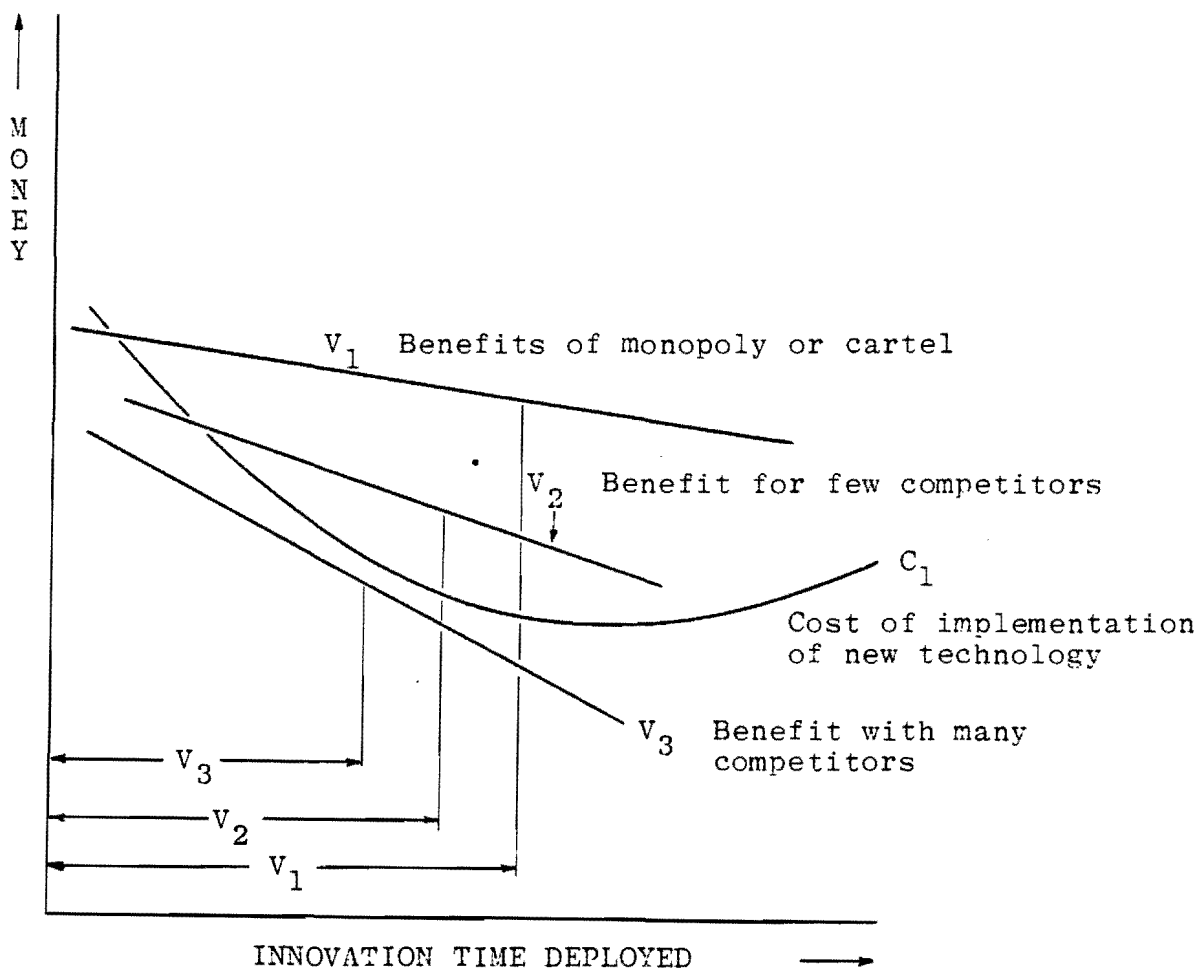 MONEY
V1 Benefits of monopoly or cartel
V2 Benefit for few competitors
C1
Cost of implementation
of new technology
V3 Benefit with many
competitors
V3
V2
V1
INNOVATION TIME DEPLOYED